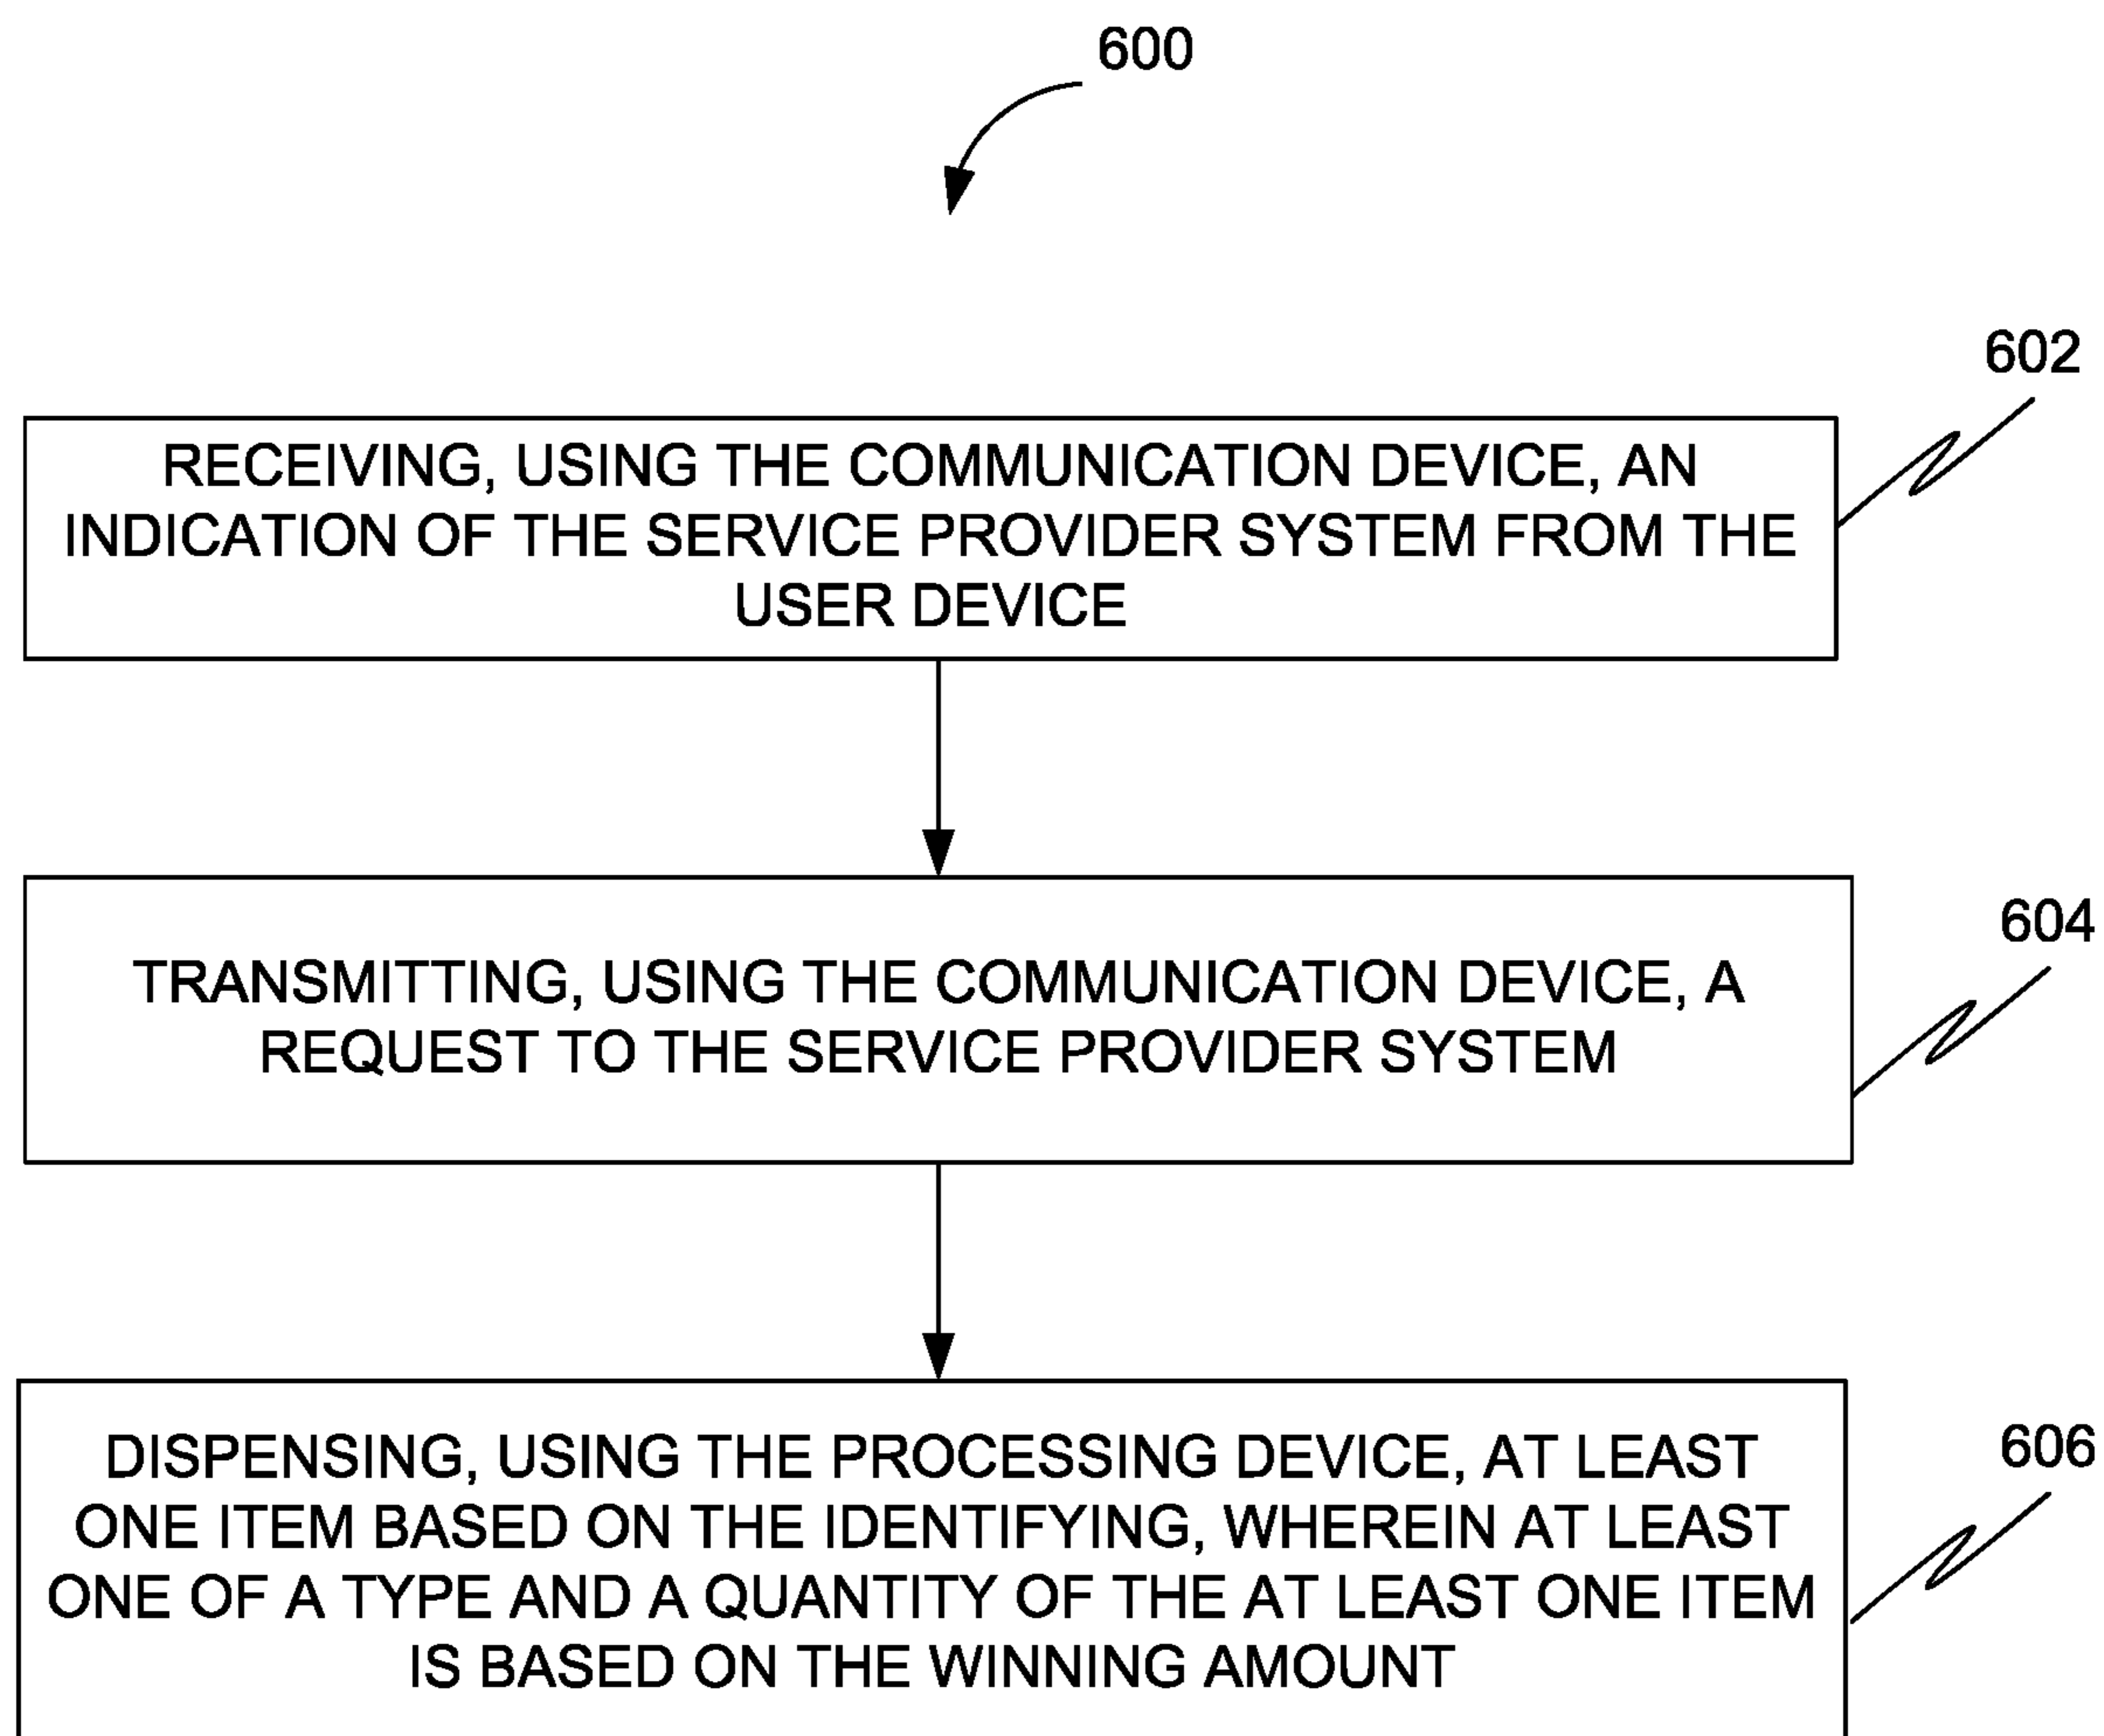 600
602
RECEIVING, USING THE COMMUNICATION DEVICE, AN
INDICATION OF THE SERVICE PROVIDER SYSTEM FROM THE
USER DEVICE
604
TRANSMITTING, USING THE COMMUNICATION DEVICE, A
REQUEST TO THE SERVICE PROVIDER SYSTEM
606
DISPENSING, USING THE PROCESSING DEVICE, AT LEAST
ONE ITEM BASED ON THE IDENTIFYING, WHEREIN AT LEAST
ONE OF A TYPE AND A QUANTITY OF THE AT LEAST ONE ITEM
IS BASED ON THE WINNING AMOUNT